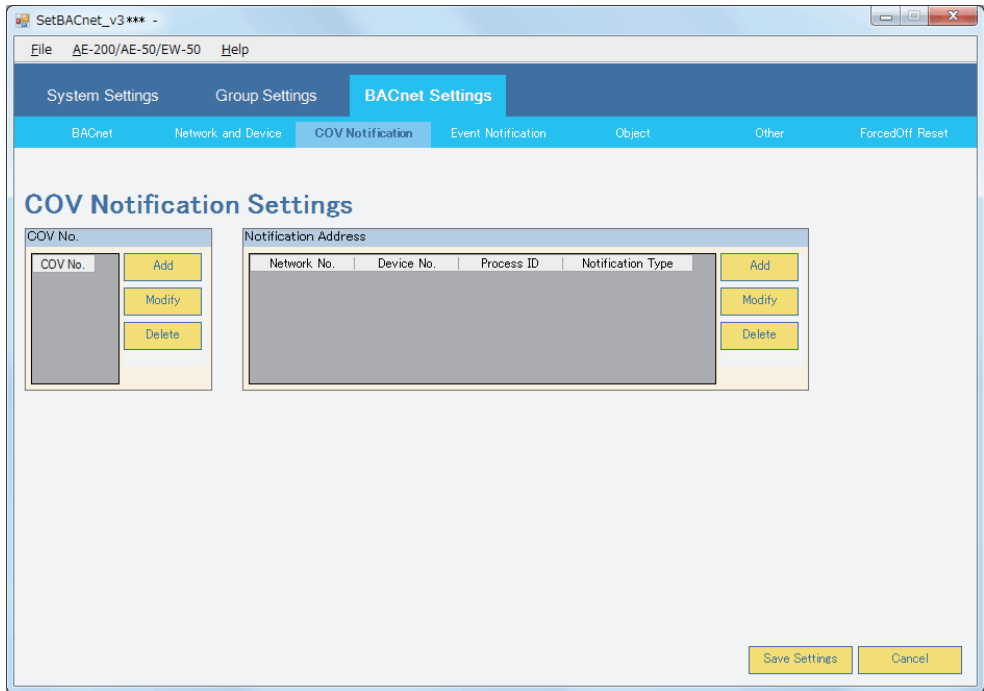 SetBACnet_v3*** -
File AE-200/AE-50/EW-50 Help
System Settings Group Settings BACnet Settings
BACnet Network and Device COV Notification Event Notification Object Other ForcedOff Reset
COV Notification Settings
COV No. Notification Address
COV No. Add Network No. Device No. Process ID Notification Type Add
Modify Modify
Delete Delete
Save Settings Cancel